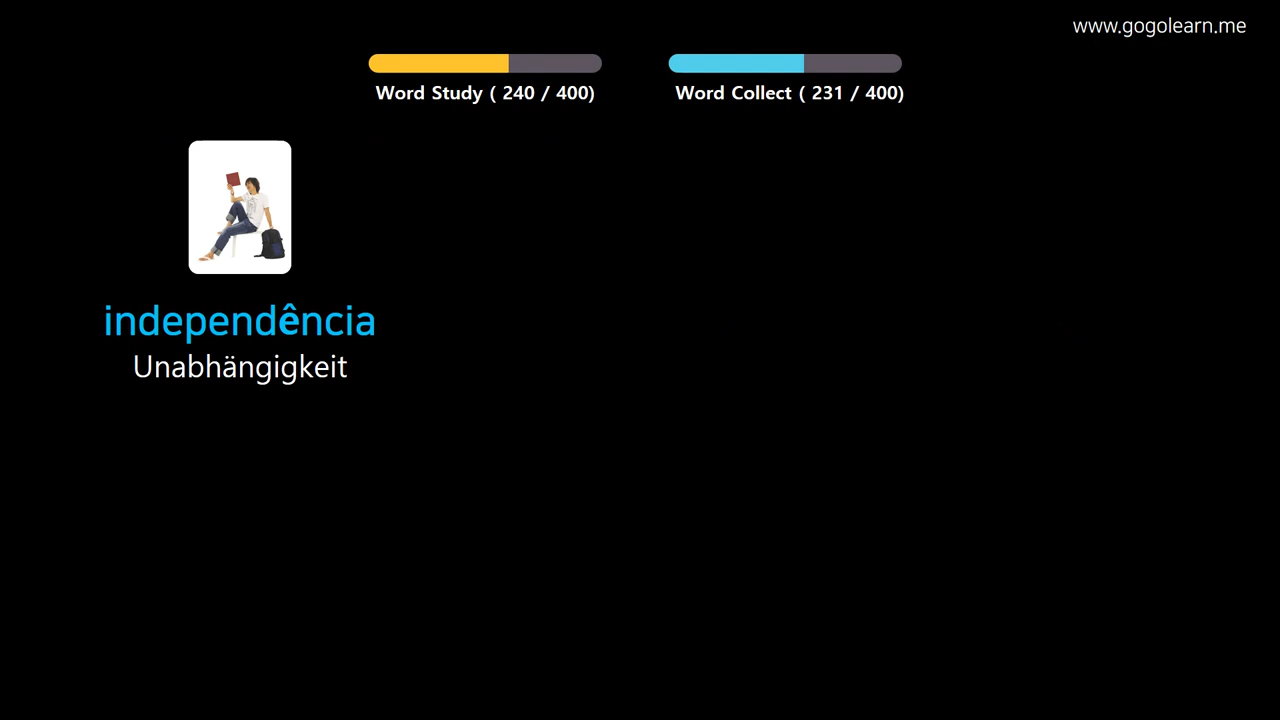 www.gogolearn.me
Word Study ( 240 / 400)
Word Collect ( 231 / 400)
independência
Unabhängigkeit